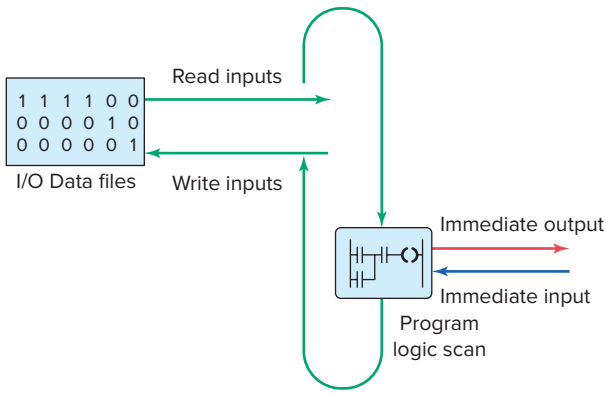 Read inputs
1 1 1 1 0 0
0 0 0 0 1 0
0 0 0 0 0 1
I/O Data files
Write inputs
Immediate output
Immediate input
Program
logic scan